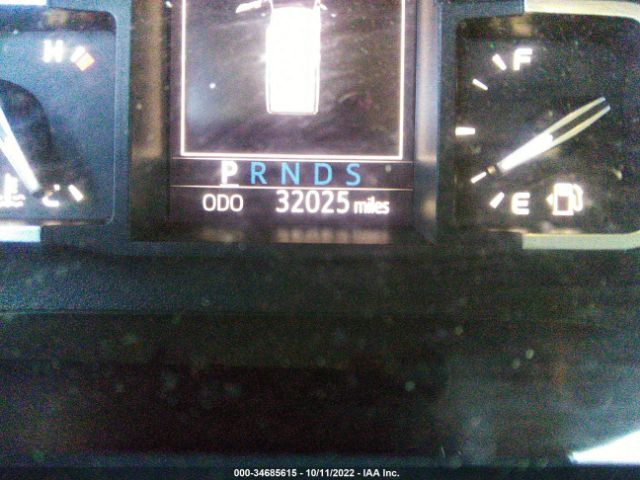 H
F
P R N D S
C
E
ODO 32025 miles
000-34685615 - 10/11/2022 - IAA Inc.